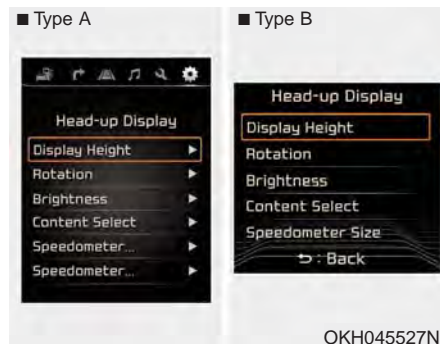 ■ Type A
Head-up Display
Display Height
Rotation
Brightness
Content Select
Speedometer...
Speedometer...
■ Type B
Head-up Display
Display Height
Rotation
Brightness
Content Select
Speedometer Size
: Back
OKH045527N